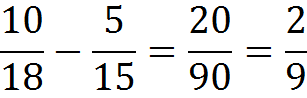 10/18 − 5/15 = 20/90 = 2/9